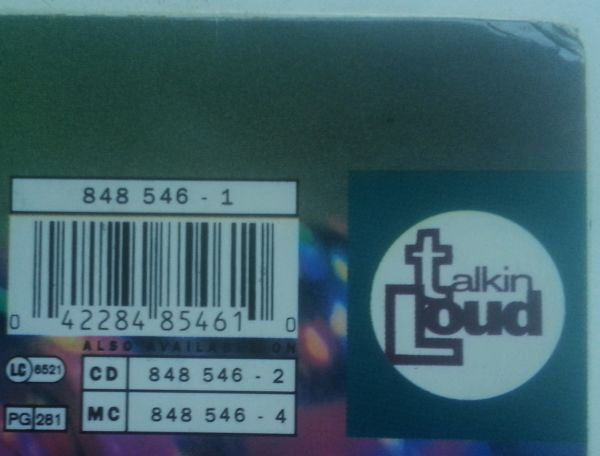 848 546 - 1
0 42284 85461 0
ALSO AVAILABLE ON
LC 6521
CD 848 546 - 2
PG 281
MC 848 546 - 4
talkin
Loud